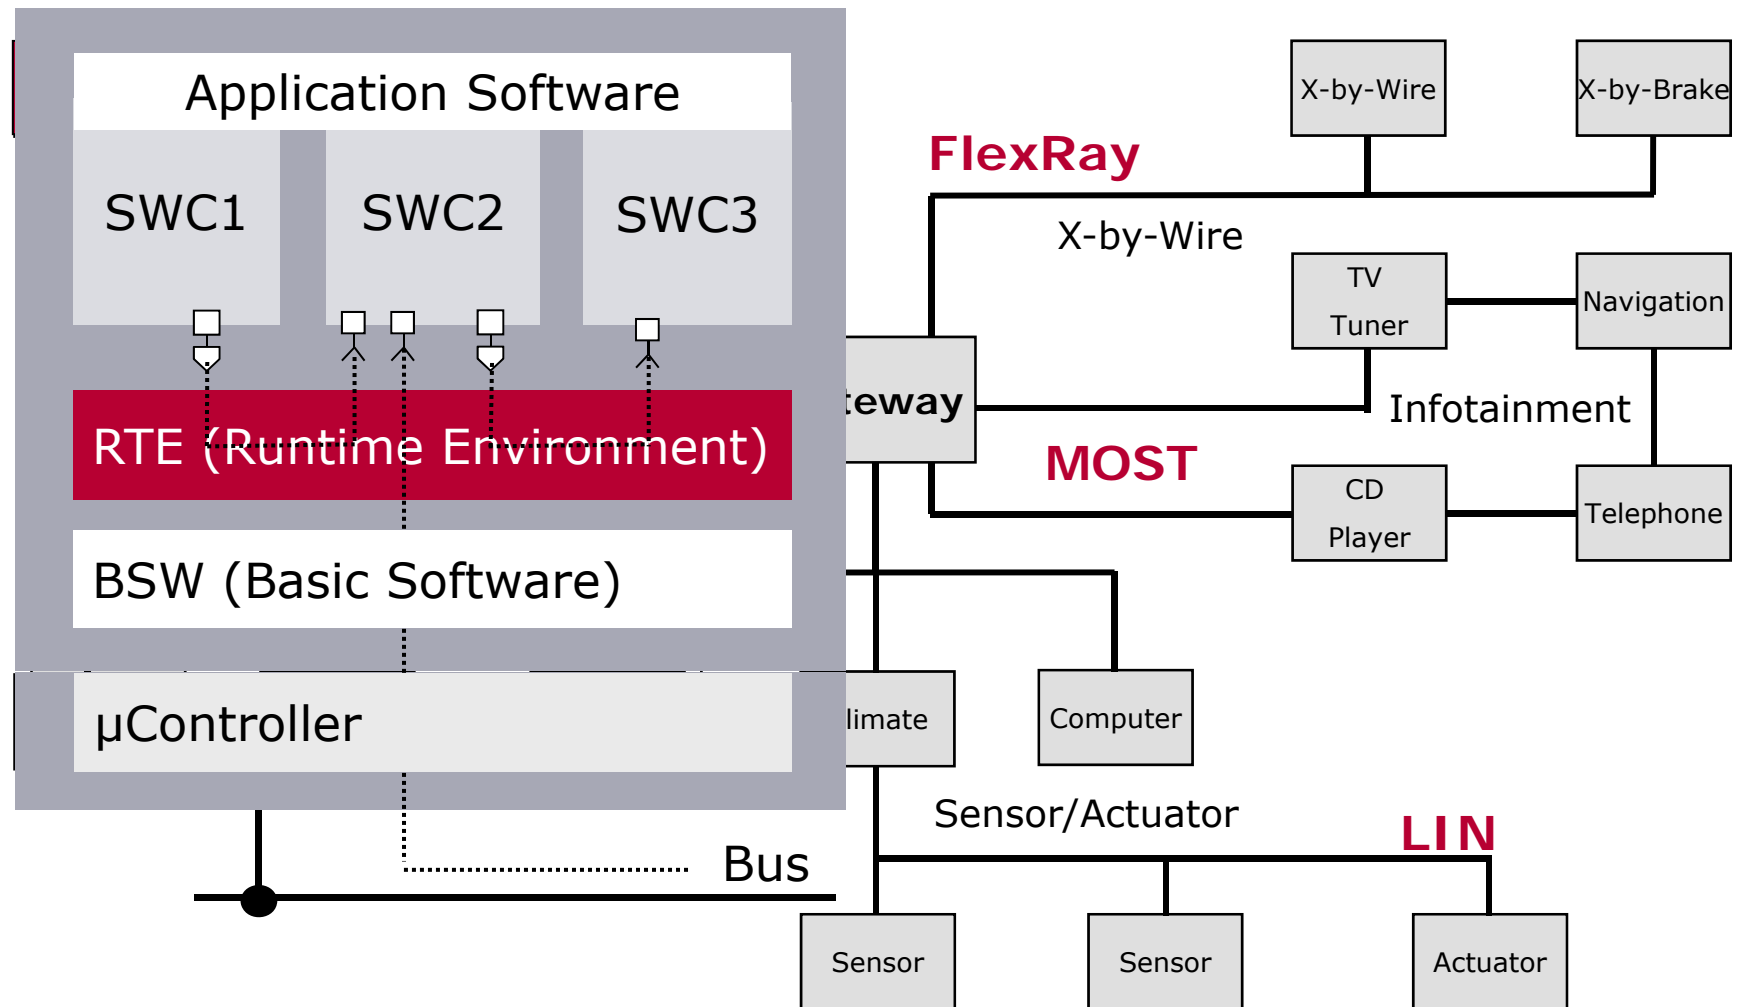 Application Software
SWC1
SWC2
SWC3
RTE (Runtime Environment)
BSW (Basic Software)
µController
Bus
X-by-Wire
X-by-Brake
FlexRay
X-by-Wire
TV
Tuner
Navigation
teway
Infotainment
MOST
CD
Player
Telephone
limate
Computer
Sensor/Actuator
LIN
Sensor
Sensor
Actuator